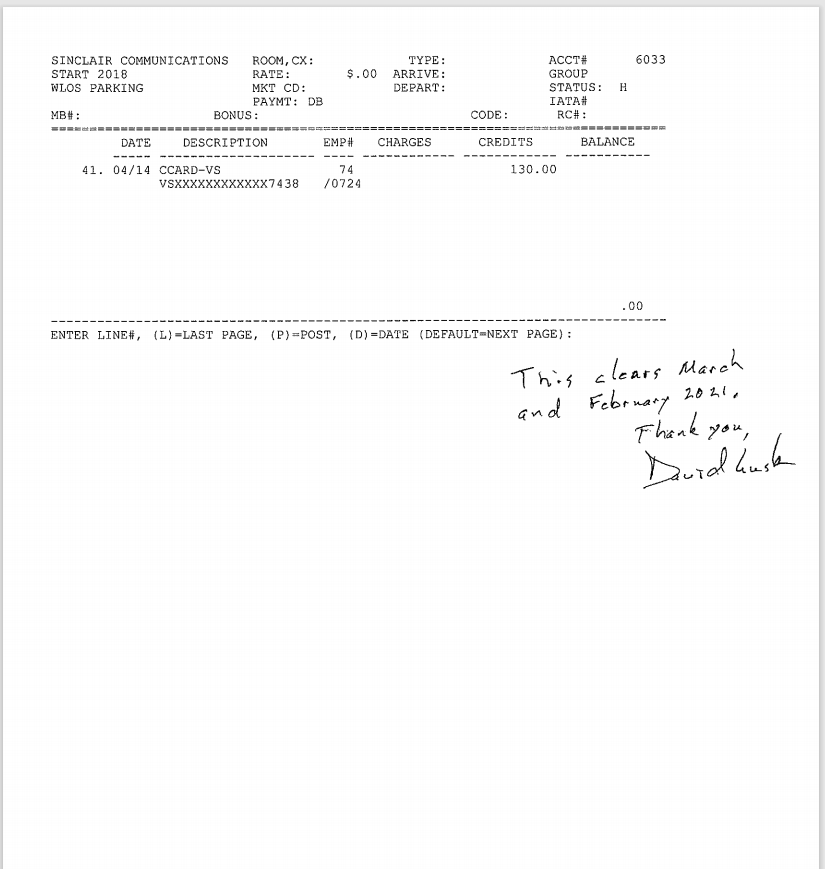 SINCLAIR COMMUNICATIONS ROOM,CX: TYPE: ACCT# 6033
START 2018 RATE: $.00 ARRIVE: GROUP
WLOS PARKING MKT CD: DEPART: STATUS: H
PAYMT: DB IATA#
MB#: BONUS: CODE: RC#:
DATE DESCRIPTION EMP# CHARGES CREDITS BALANCE
41. 04/14 CCARD-VS 74 130.00
VSXXXXXXXXXXXX7438 /0724
.00
ENTER LINE#, (L)=LAST PAGE, (P)=POST, (D)=DATE (DEFAULT=NEXT PAGE):
This clears March
and February 2021.
Thank you,
David Lusk